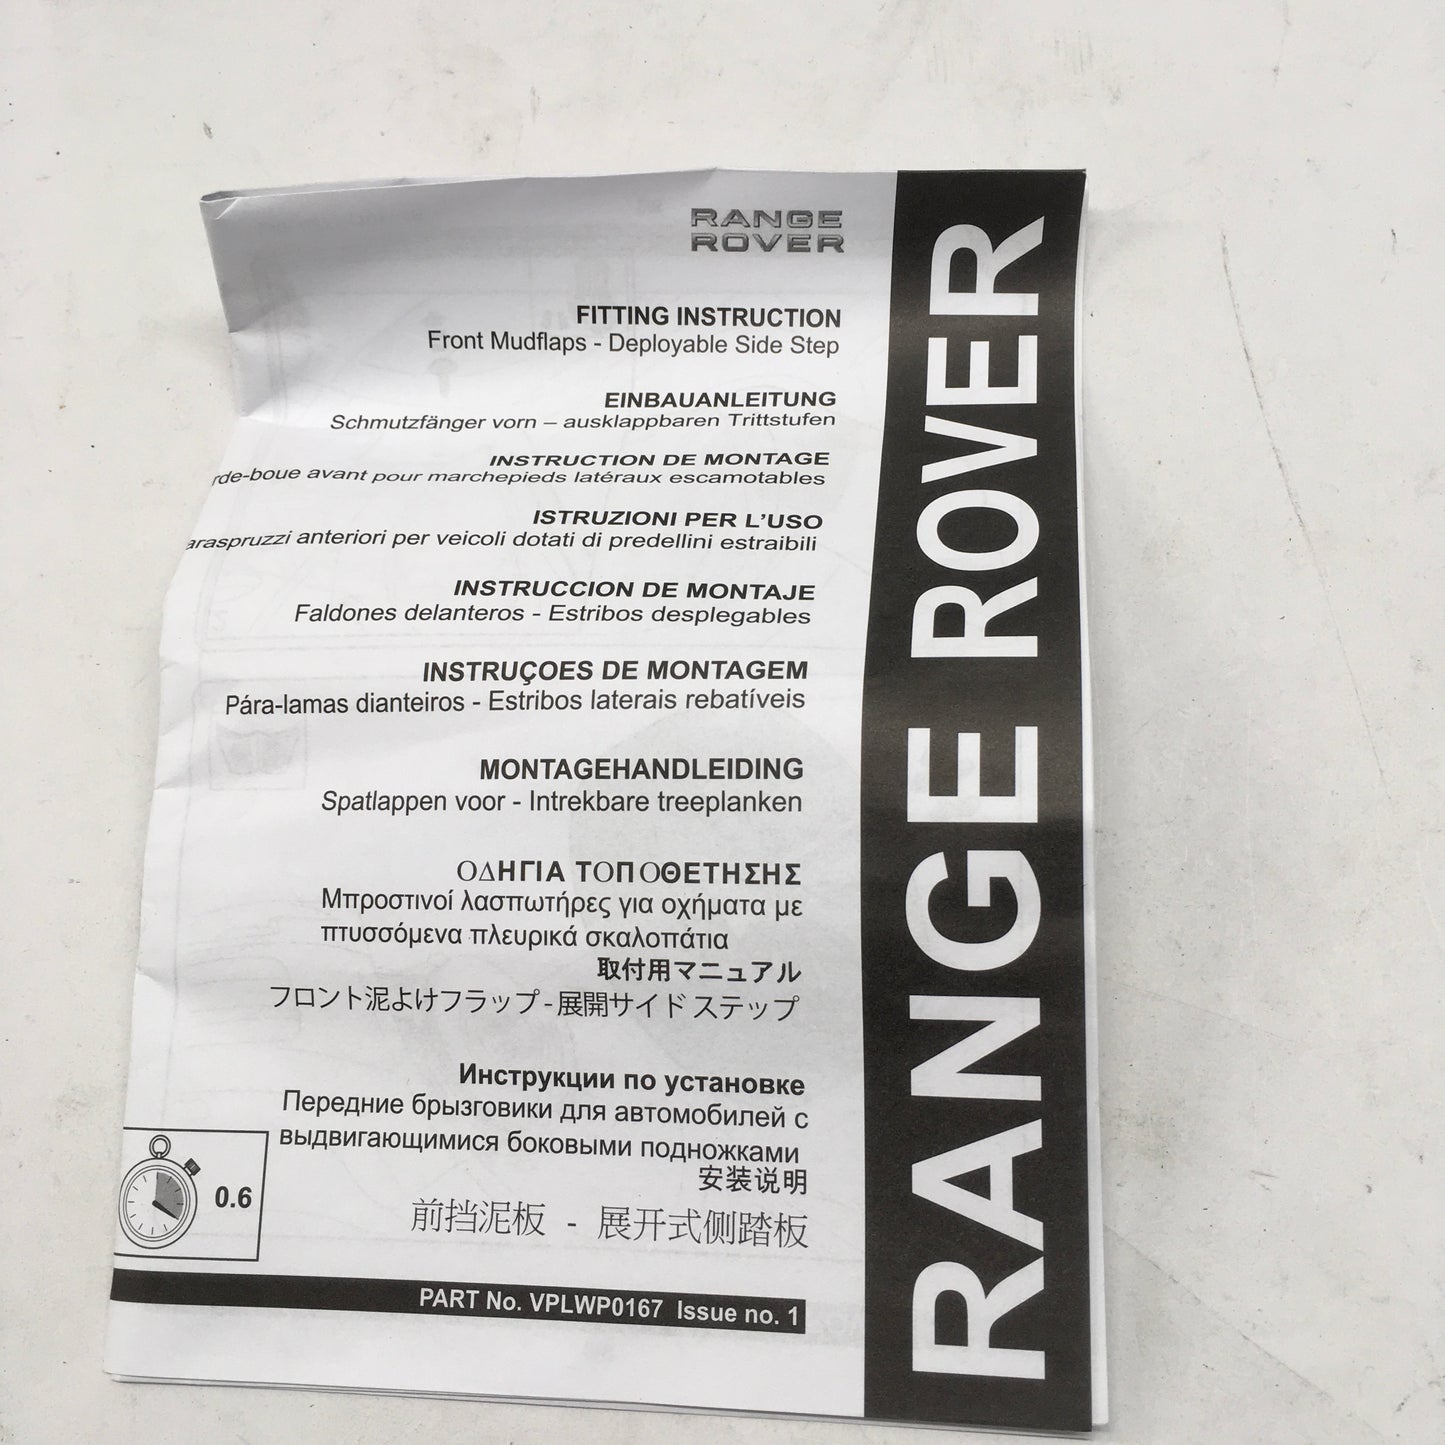 RANGE
ROVER
FITTING INSTRUCTION
Front Mudflaps - Deployable Side Step
EINBAUANLEITUNG
Schmutzfänger vorn – ausklappbaren Trittstufen
INSTRUCTION DE MONTAGE
rde-boue avant pour marchepieds latéraux escamotables
ISTRUZIONI PER L'USO
araspruzzi anteriori per veicoli dotati di predellini estraibili
INSTRUCCION DE MONTAJE
Faldones delanteros - Estribos desplegables
INSTRUÇOES DE MONTAGEM
Pára-lamas dianteiros - Estribos laterais rebatíveis
MONTAGEHANDLEIDING
Spatlappen voor - Intrekbare treeplanken
ΟΔΗΓΙΑ ΤΟΠΟΘΕΤΗΣΗΣ
Μπροστινοί λασπωτήρες για οχήματα με
πτυσσόμενα πλευρικά σκαλοπάτια
取付用マニュアル
フロント泥よけフラップ - 展開サイド ステップ
Инструкции по установке
Передние брызговики для автомобилей с
выдвигающимися боковыми подножками
安装说明
前挡泥板 - 展开式侧踏板
0.6
PART No. VPLWP0167 Issue no. 1
RANGE ROVER